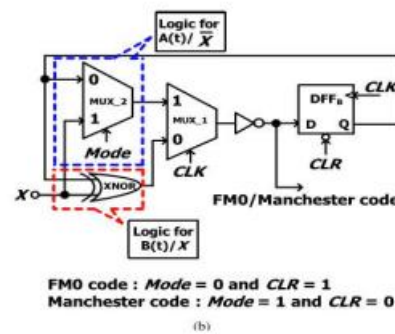 Logic for
A(t)/ X̅
0
1
MUX_2
Mode
1
0
MUX_1
CLK
DFF_B
D Q
CLK
CLR
X
XNOR
FM0/Manchester code
Logic for
B(t)/X
FM0 code : Mode = 0 and CLR = 1
Manchester code : Mode = 1 and CLR = 0
(b)